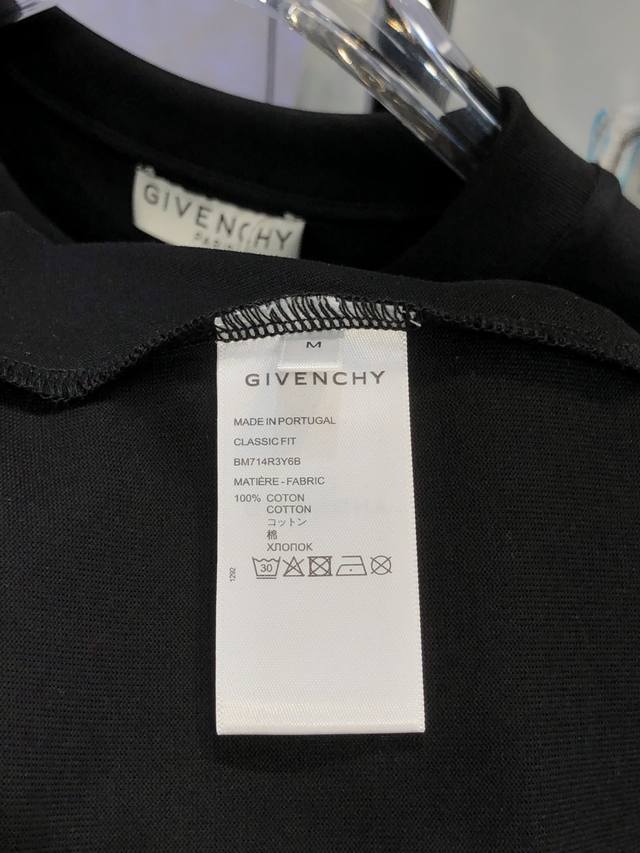 GIVENCHY
PARIS
M
GIVENCHY
MADE IN PORTUGAL
CLASSIC FIT
BM714R3Y6B
MATIÈRE - FABRIC
100% COTON
COTTON
コットン
棉
ХЛОПОК
30
1292